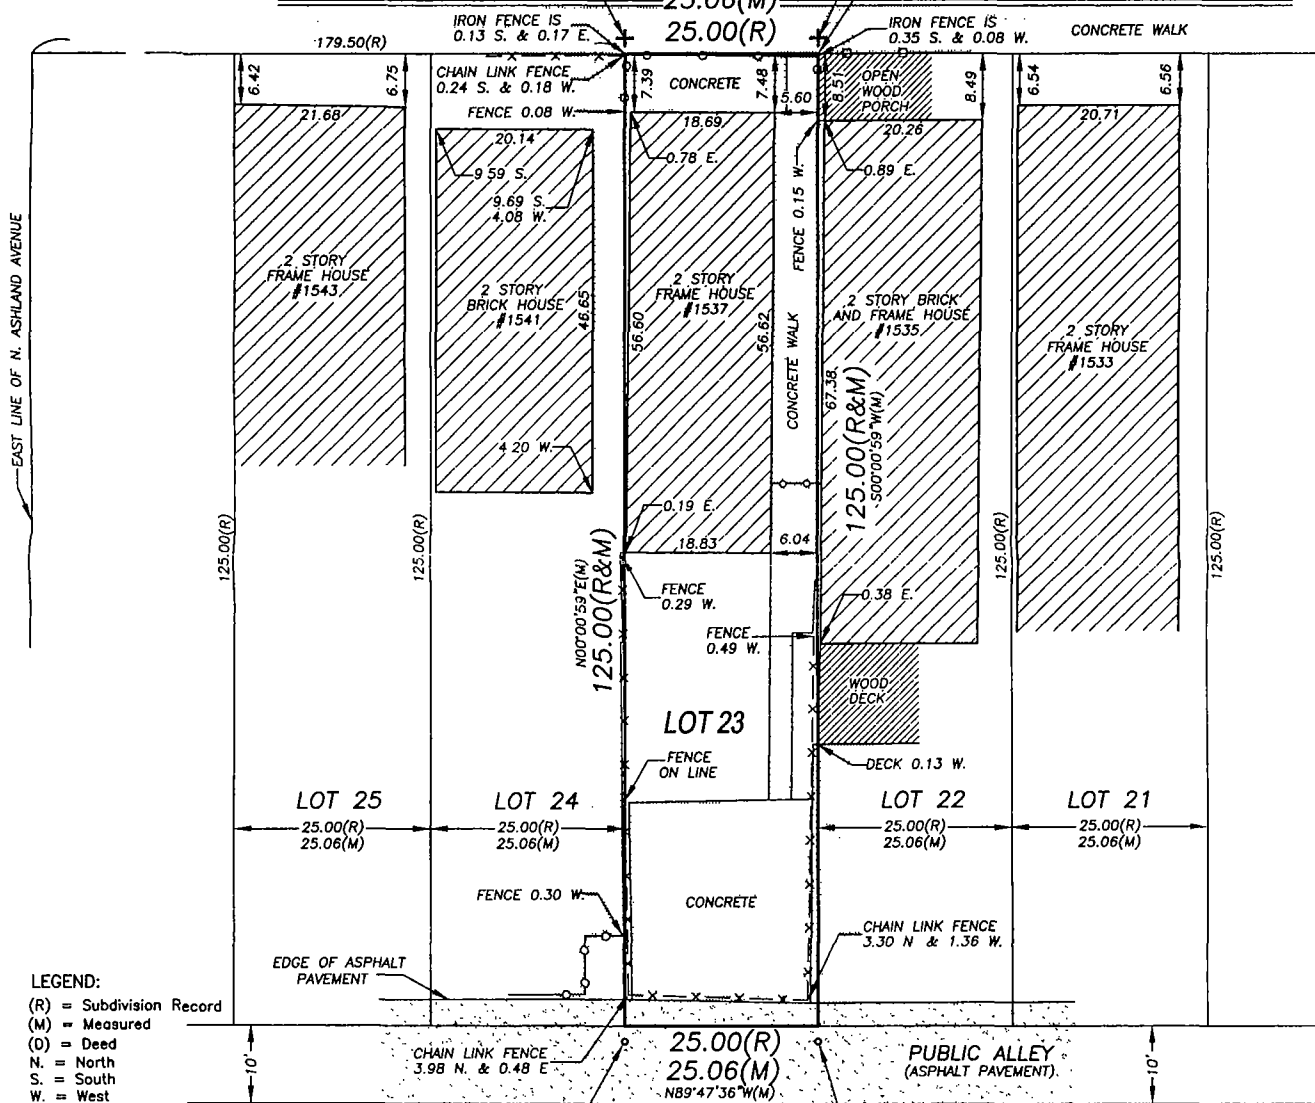 25.06(M)
25.00(R)
IRON FENCE IS
0.13 S. & 0.17 E.
IRON FENCE IS
0.35 S. & 0.08 W.
CONCRETE WALK
179.50(R)
CHAIN LINK FENCE
0.24 S. & 0.18 W.
FENCE 0.08 W.
6.42
6.75
7.39
CONCRETE
7.48
5.60
8.51
OPEN
WOOD
PORCH
8.49
6.54
6.56
21.68
20.14
18.69
20.26
20.71
0.78 E.
0.89 E.
9.59 S.
9.69 S.
4.08 W.
FENCE 0.15 W.
EAST LINE OF N. ASHLAND AVENUE
2 STORY
FRAME HOUSE
#1543
2 STORY
BRICK HOUSE
#1541
46.65
2 STORY
FRAME HOUSE
#1537
56.60
56.62
CONCRETE WALK
2 STORY BRICK
AND FRAME HOUSE
#1535
67.38
2 STORY
FRAME HOUSE
#1533
4.20 W.
0.19 E.
18.83
6.04
125.00(R)
125.00(R)
N00°00'59"E(M)
125.00(R&M)
125.00(R&M)
S00°00'59"W(M)
125.00(R)
125.00(R)
FENCE
0.29 W.
0.38 E.
FENCE
0.49 W.
WOOD
DECK
LOT 23
FENCE
ON LINE
DECK 0.13 W.
LOT 25
25.00(R)
25.06(M)
LOT 24
25.00(R)
25.06(M)
LOT 22
25.00(R)
25.06(M)
LOT 21
25.00(R)
25.06(M)
FENCE 0.30 W.
CONCRETE
CHAIN LINK FENCE
3.30 N & 1.36 W.
EDGE OF ASPHALT
PAVEMENT
LEGEND:
(R) = Subdivision Record
(M) = Measured
(D) = Deed
N. = North
S. = South
W. = West
10'
CHAIN LINK FENCE
3.98 N. & 0.48 E
25.00(R)
25.06(M)
N89°47'36"W(M)
PUBLIC ALLEY
(ASPHALT PAVEMENT)
10'